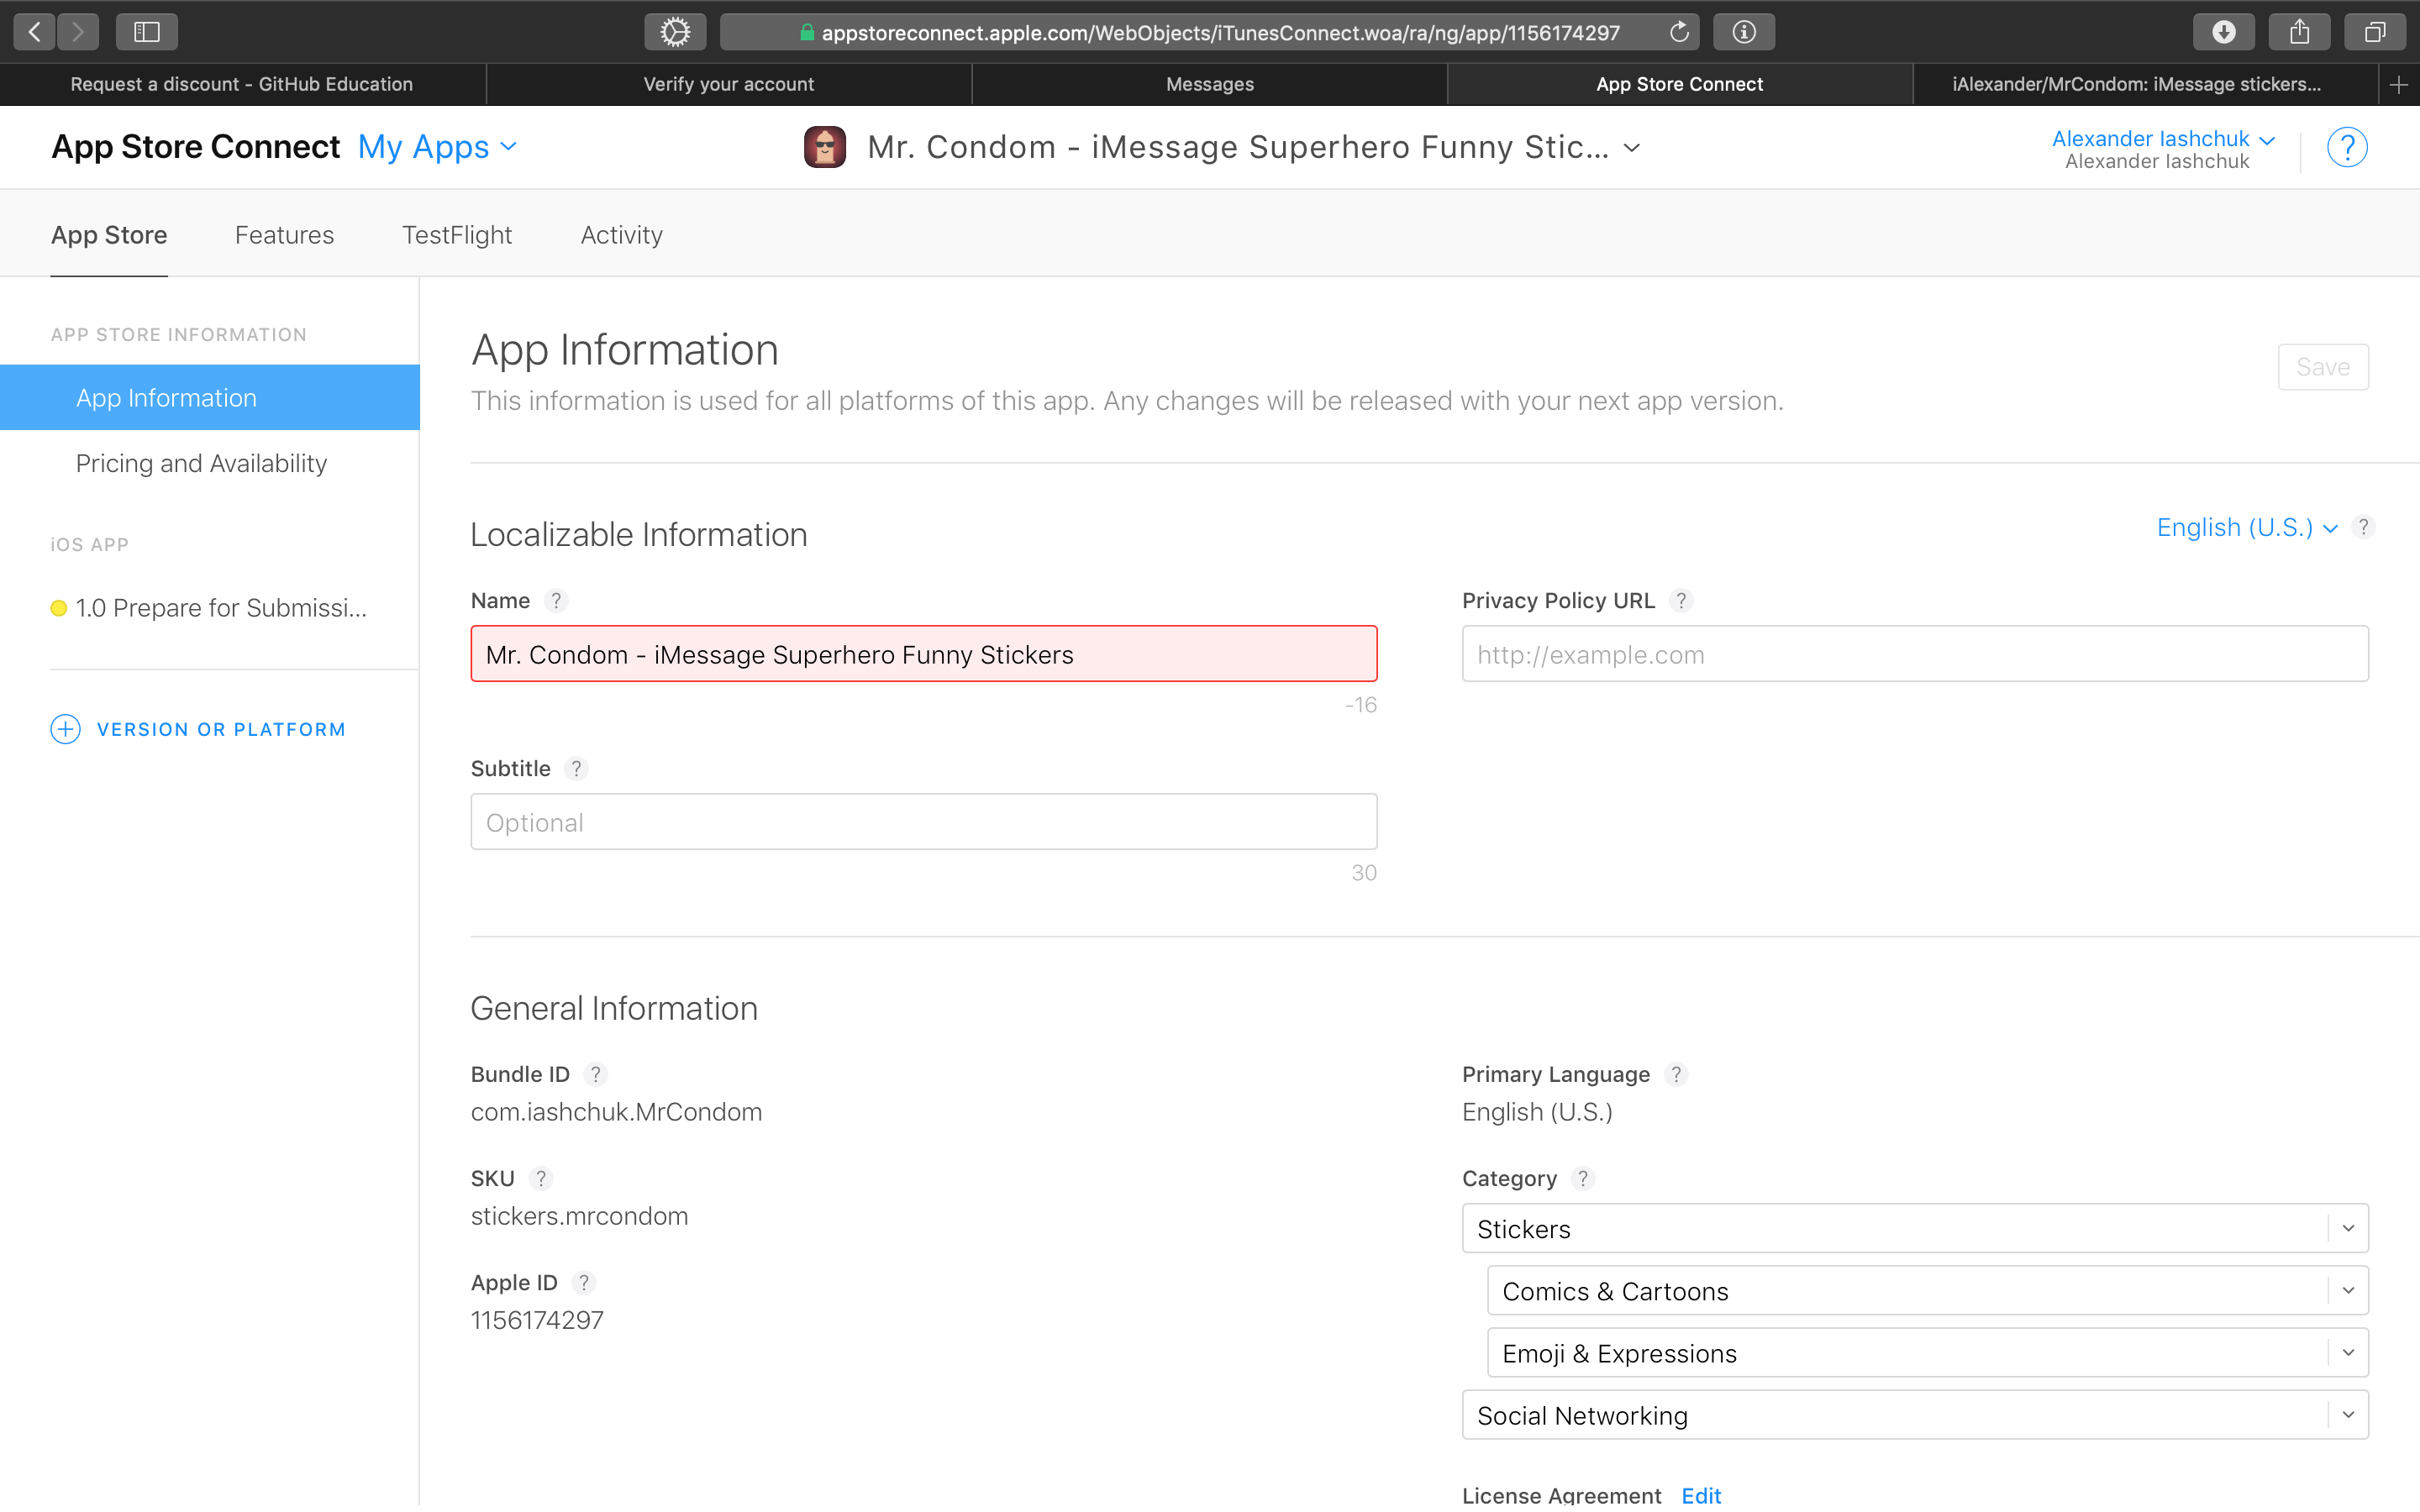 appstoreconnect.apple.com/WebObjects/iTunesConnect.woa/ra/ng/app/1156174297
Request a discount - GitHub Education
Verify your account
Messages
App Store Connect
iAlexander/MrCondom: iMessage stickers...
App Store Connect My Apps
Mr. Condom - iMessage Superhero Funny Stic...
Alexander Iashchuk
Alexander Iashchuk
?
App Store
Features
TestFlight
Activity
APP STORE INFORMATION
App Information
Pricing and Availability
iOS APP
1.0 Prepare for Submissi...
VERSION OR PLATFORM
App Information
Save
This information is used for all platforms of this app. Any changes will be released with your next app version.
Localizable Information
English (U.S.) ?
Name ?
Mr. Condom - iMessage Superhero Funny Stickers
-16
Privacy Policy URL ?
http://example.com
Subtitle ?
Optional
30
General Information
Bundle ID ?
com.iashchuk.MrCondom
SKU ?
stickers.mrcondom
Apple ID ?
1156174297
Primary Language ?
English (U.S.)
Category ?
Stickers
Comics & Cartoons
Emoji & Expressions
Social Networking
License Agreement Edit